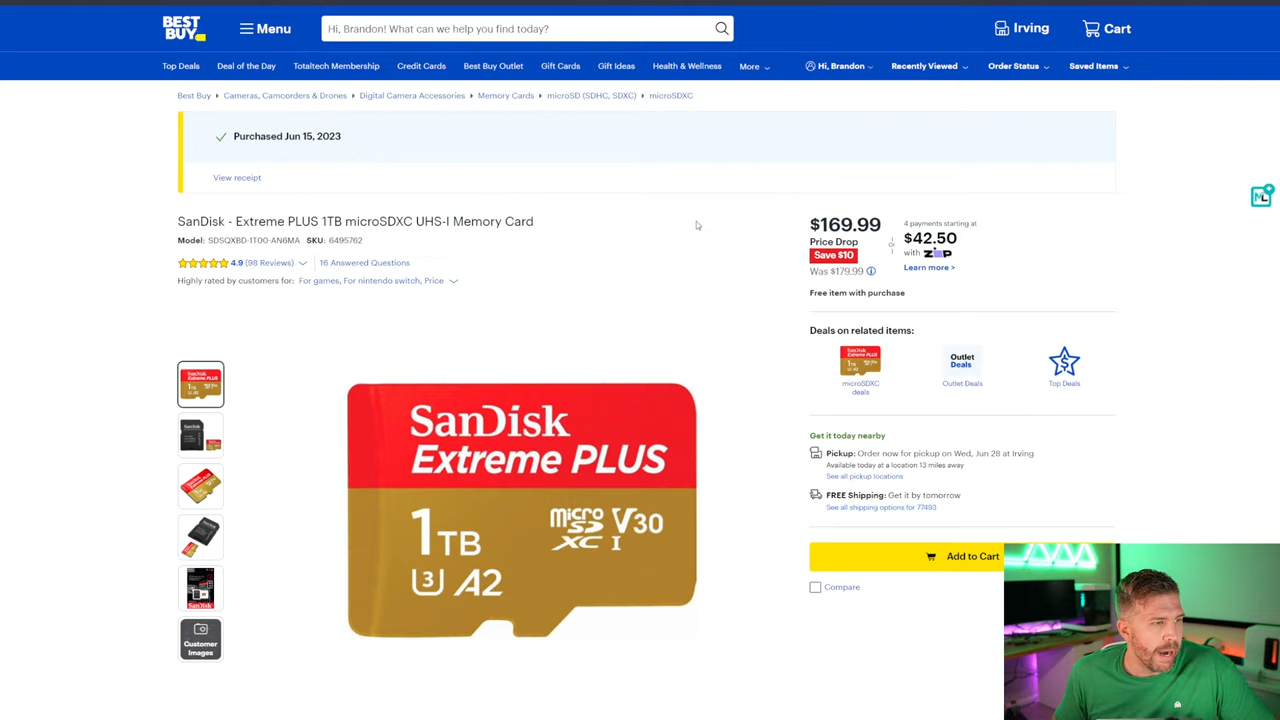 BEST BUY
Menu
Hi, Brandon! What can we help you find today?
Irving
Cart
Top Deals
Deal of the Day
Totaltech Membership
Credit Cards
Best Buy Outlet
Gift Cards
Gift Ideas
Health & Wellness
More
Hi, Brandon
Recently Viewed
Order Status
Saved Items
Best Buy
Cameras, Camcorders & Drones
Digital Camera Accessories
Memory Cards
microSD (SDHC, SDXC)
microSDXC
Purchased Jun 15, 2023
View receipt
SanDisk - Extreme PLUS 1TB microSDXC UHS-I Memory Card
Model: SDSQXBD-1T00-AN6MA SKU: 6495762
4.9 (98 Reviews)
16 Answered Questions
Highly rated by customers for: For games, For nintendo switch, Price
SanDisk
Extreme PLUS
1TB
micro SD XC I V30
U3 A2
Customer Images
$169.99
Price Drop
Save $10
Was $179.99
Or
4 payments starting at
$42.50
with ZIP
Learn more >
Free item with purchase
Deals on related items:
microSDXC deals
Outlet Deals
Outlet Deals
Top Deals
Get it today nearby
Pickup: Order now for pickup on Wed, Jun 28 at Irving
Available today at a location 13 miles away
See all pickup locations
FREE Shipping: Get it by tomorrow
See all shipping options for 77493
Add to Cart
Compare